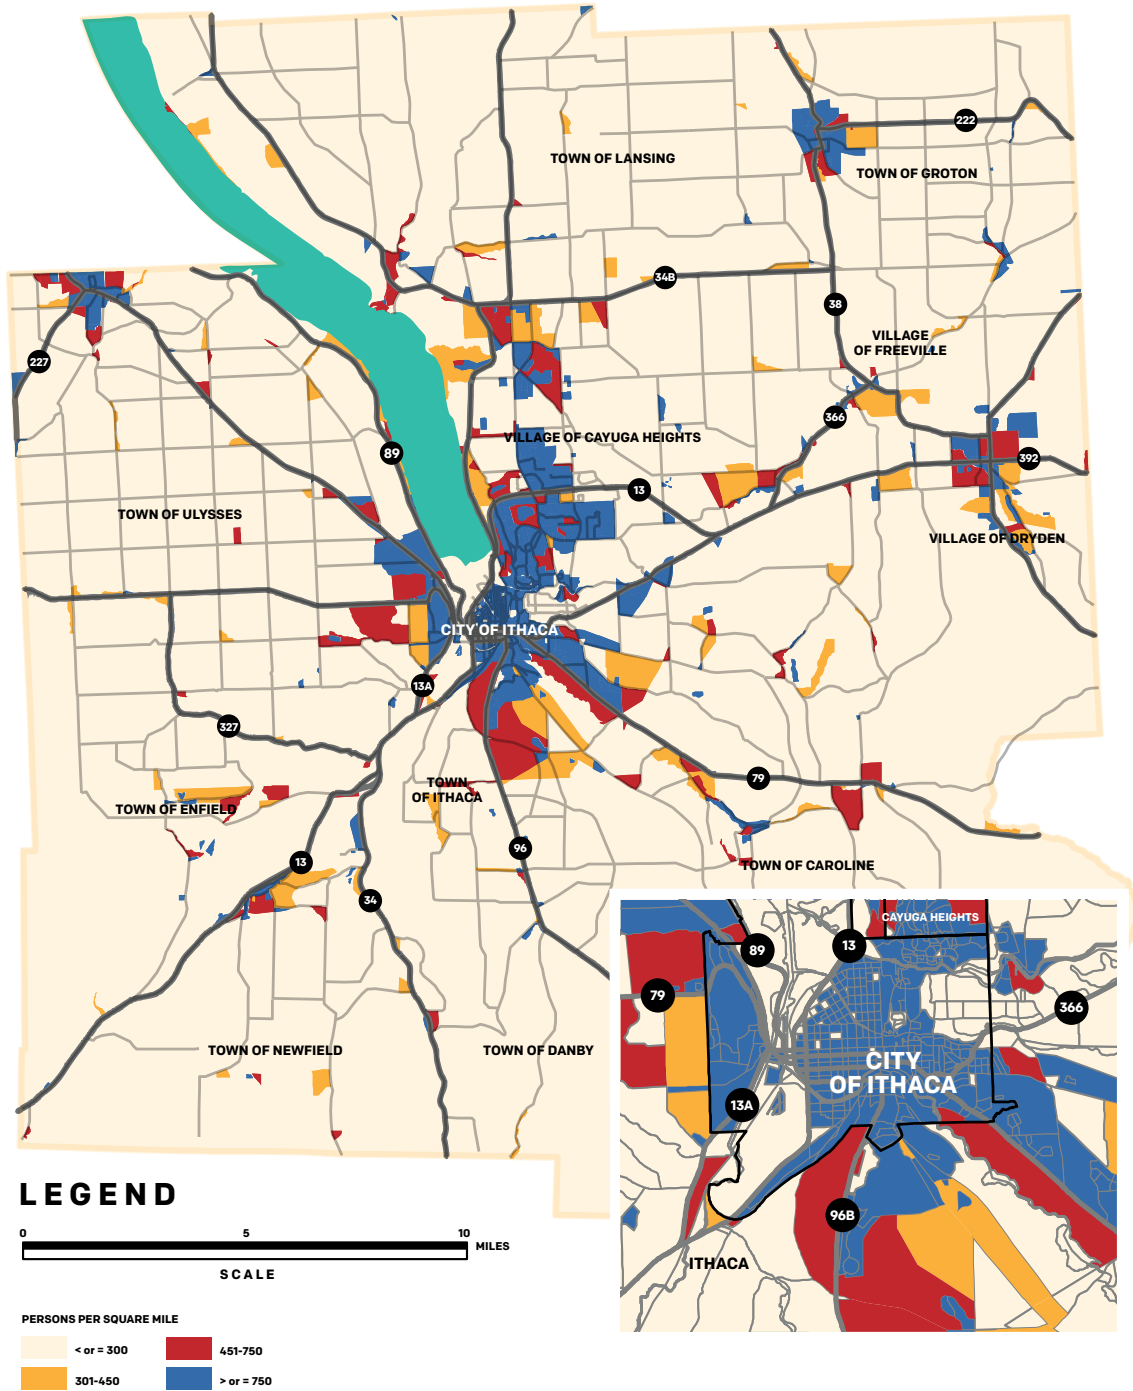 222
TOWN OF LANSING
TOWN OF GROTON
34B
38
VILLAGE
OF FREEVILLE
227
366
VILLAGE OF CAYUGA HEIGHTS
89
392
13
TOWN OF ULYSSES
VILLAGE OF DRYDEN
CITY OF ITHACA
13A
327
79
TOWN
OF ITHACA
TOWN OF ENFIELD
96
13
TOWN OF CAROLINE
34
CAYUGA HEIGHTS
89
13
79
366
TOWN OF NEWFIELD
TOWN OF DANBY
CITY
OF ITHACA
13A
96B
ITHACA
LEGEND
0 5 10
MILES
SCALE
PERSONS PER SQUARE MILE
< or = 300
451-750
301-450
> or = 750